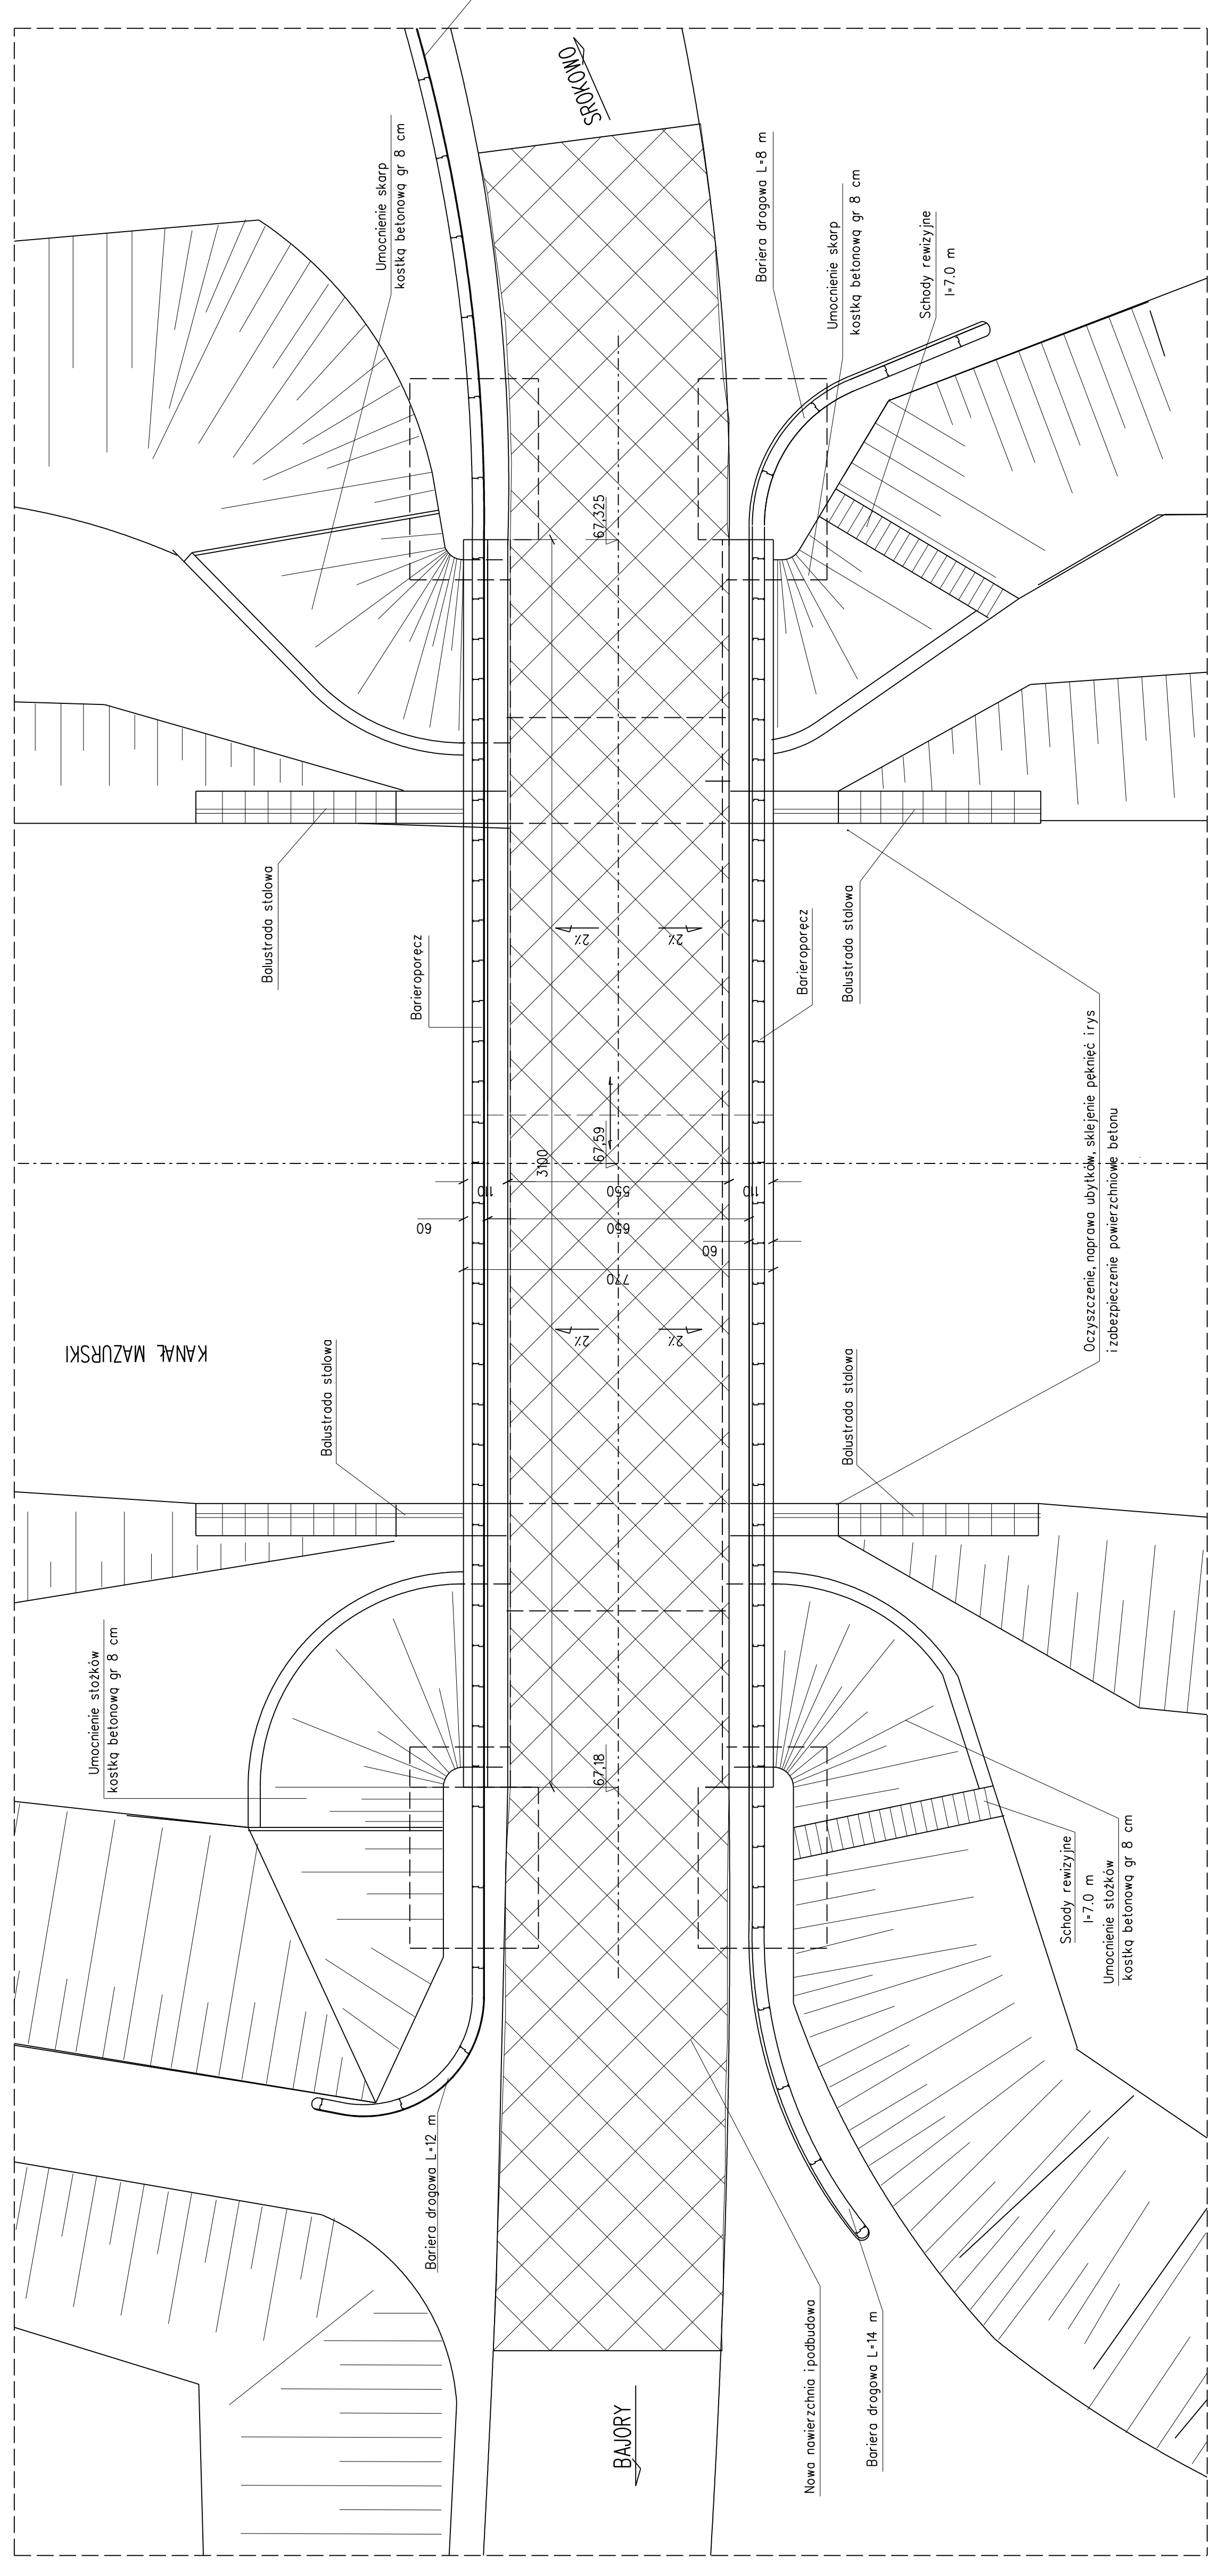 SROKOWO
Umocnienie skarp
kostką betonową gr 8 cm
Bariera drogowa L=8 m
Umocnienie skarp
kostką betonową gr 8 cm
Schody rewizyjne
l=7.0 m
67,325
Balustrada stalowa
Barieroporęcz
2%
2%
Barieroporęcz
Balustrada stalowa
Oczyszczenie, naprawa ubytków, sklejenie pęknięć i rys
i zabezpieczenie powierzchniowe betonu
3100
67,59
110
550
110
60
650
60
770
KANAŁ MAZURSKI
2%
2%
Balustrada stalowa
Balustrada stalowa
Umocnienie stożków
kostką betonową gr 8 cm
67,18
Schody rewizyjne
l=7.0 m
Umocnienie stożków
kostką betonową gr 8 cm
Bariera drogowa L=12 m
Nowa nawierzchnia i podbudowa
Bariera drogowa L=14 m
BAJORY